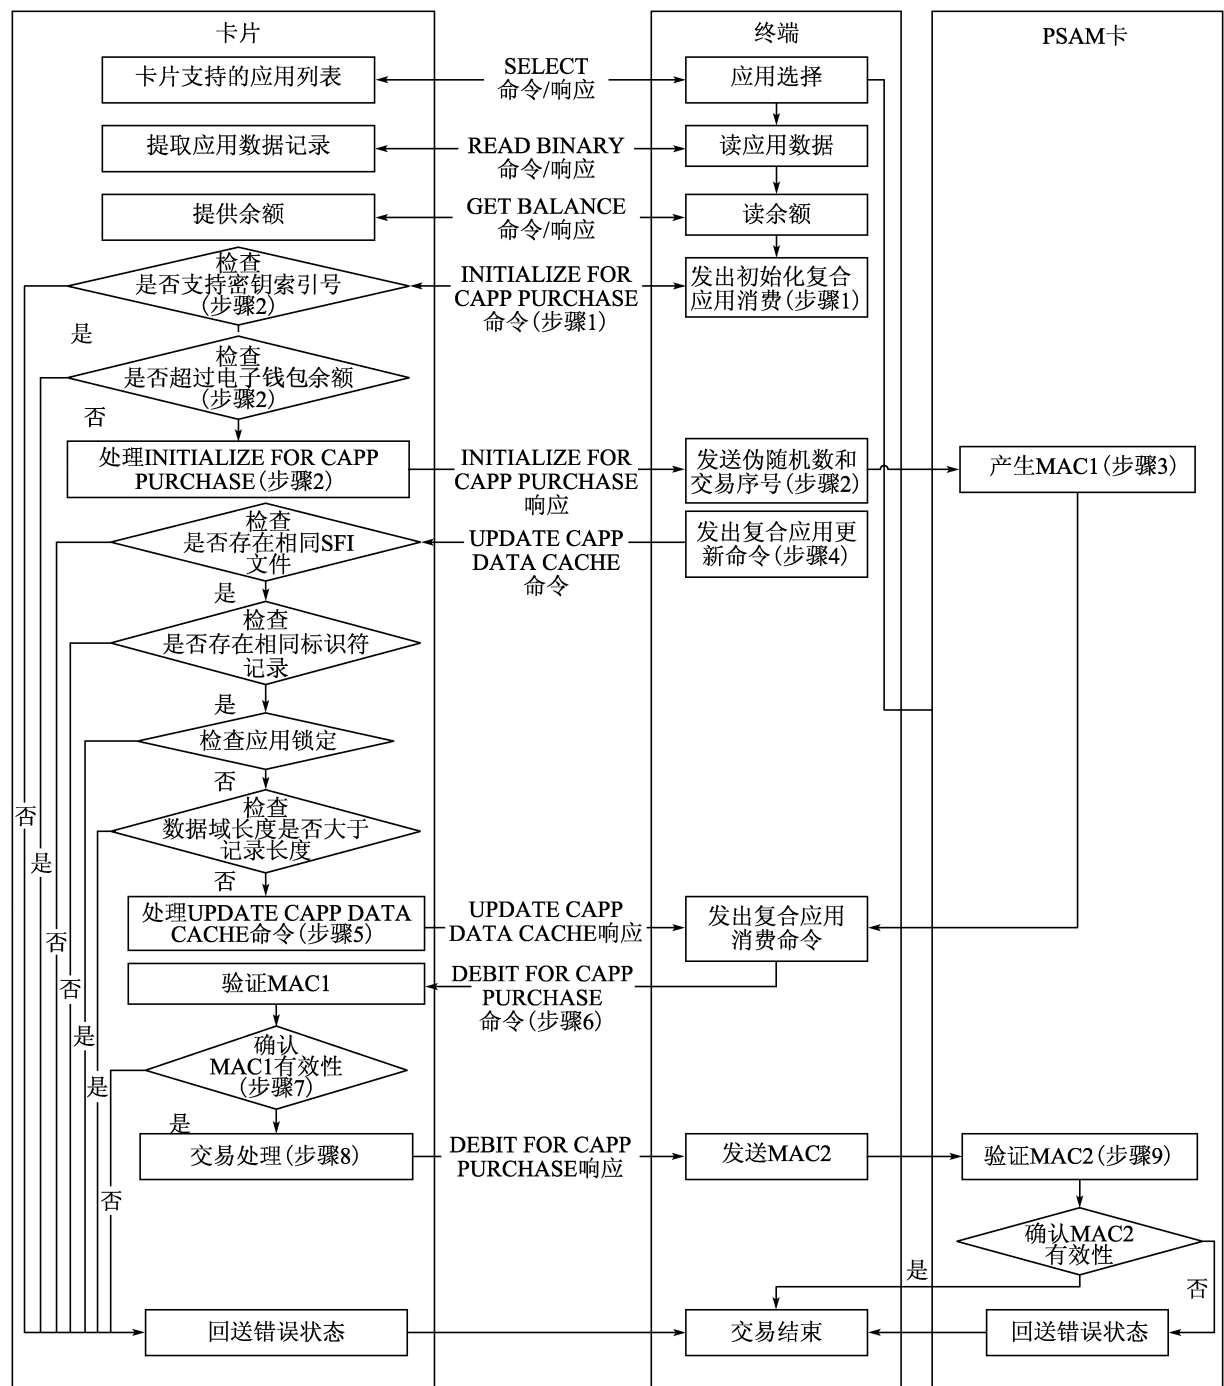 卡片
终端
PSAM卡
卡片支持的应用列表
SELECT
命令/响应
应用选择
提取应用数据记录
READ BINARY
命令/响应
读应用数据
提供余额
GET BALANCE
命令/响应
读余额
检查
是否支持密钥索引号
(步骤2)
INITIALIZE FOR
CAPP PURCHASE
命令(步骤1)
发出初始化复合
应用消费(步骤1)
是
检查
是否超过电子钱包余额
(步骤2)
否
处理INITIALIZE FOR CAPP
PURCHASE(步骤2)
INITIALIZE FOR
CAPP PURCHASE
响应
发送伪随机数和
交易序号(步骤2)
产生MAC1(步骤3)
检查
是否存在相同SFI
文件
UPDATE CAPP
DATA CACHE
命令
发出复合应用更
新命令(步骤4)
是
检查
是否存在相同标识符
记录
是
检查应用锁定
否
检查
数据域长度是否大于
记录长度
否
是
否
处理UPDATE CAPP DATA
CACHE命令(步骤5)
UPDATE CAPP
DATA CACHE响应
发出复合应用
消费命令
否
否
验证MAC1
DEBIT FOR CAPP
PURCHASE
命令(步骤6)
是
确认
MAC1有效性
(步骤7)
是
是
交易处理(步骤8)
DEBIT FOR CAPP
PURCHASE响应
发送MAC2
验证MAC2(步骤9)
否
确认MAC2
有效性
是
否
回送错误状态
交易结束
回送错误状态